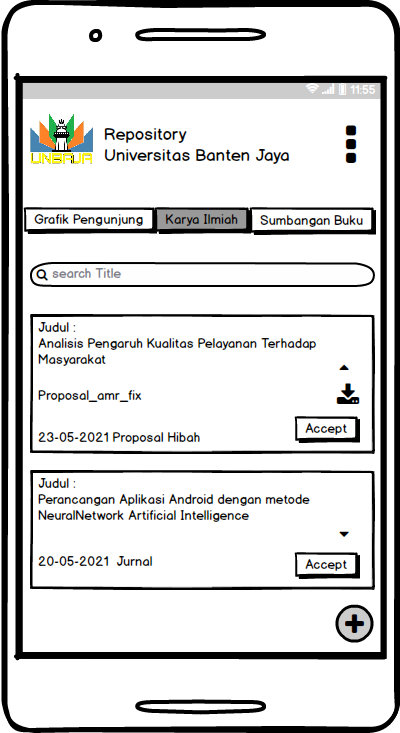 11:55
UNBAJA
Repository
Universitas Banten Jaya
Grafik Pengunjung Karya Ilmiah Sumbangan Buku
search Title
Judul :
Analisis Pengaruh Kualitas Pelayanan Terhadap
Masyarakat
Proposal_amr_fix
Accept
23-05-2021 Proposal Hibah
Judul :
Perancangan Aplikasi Android dengan metode
NeuralNetwork Artificial Intelligence
20-05-2021 Jurnal Accept